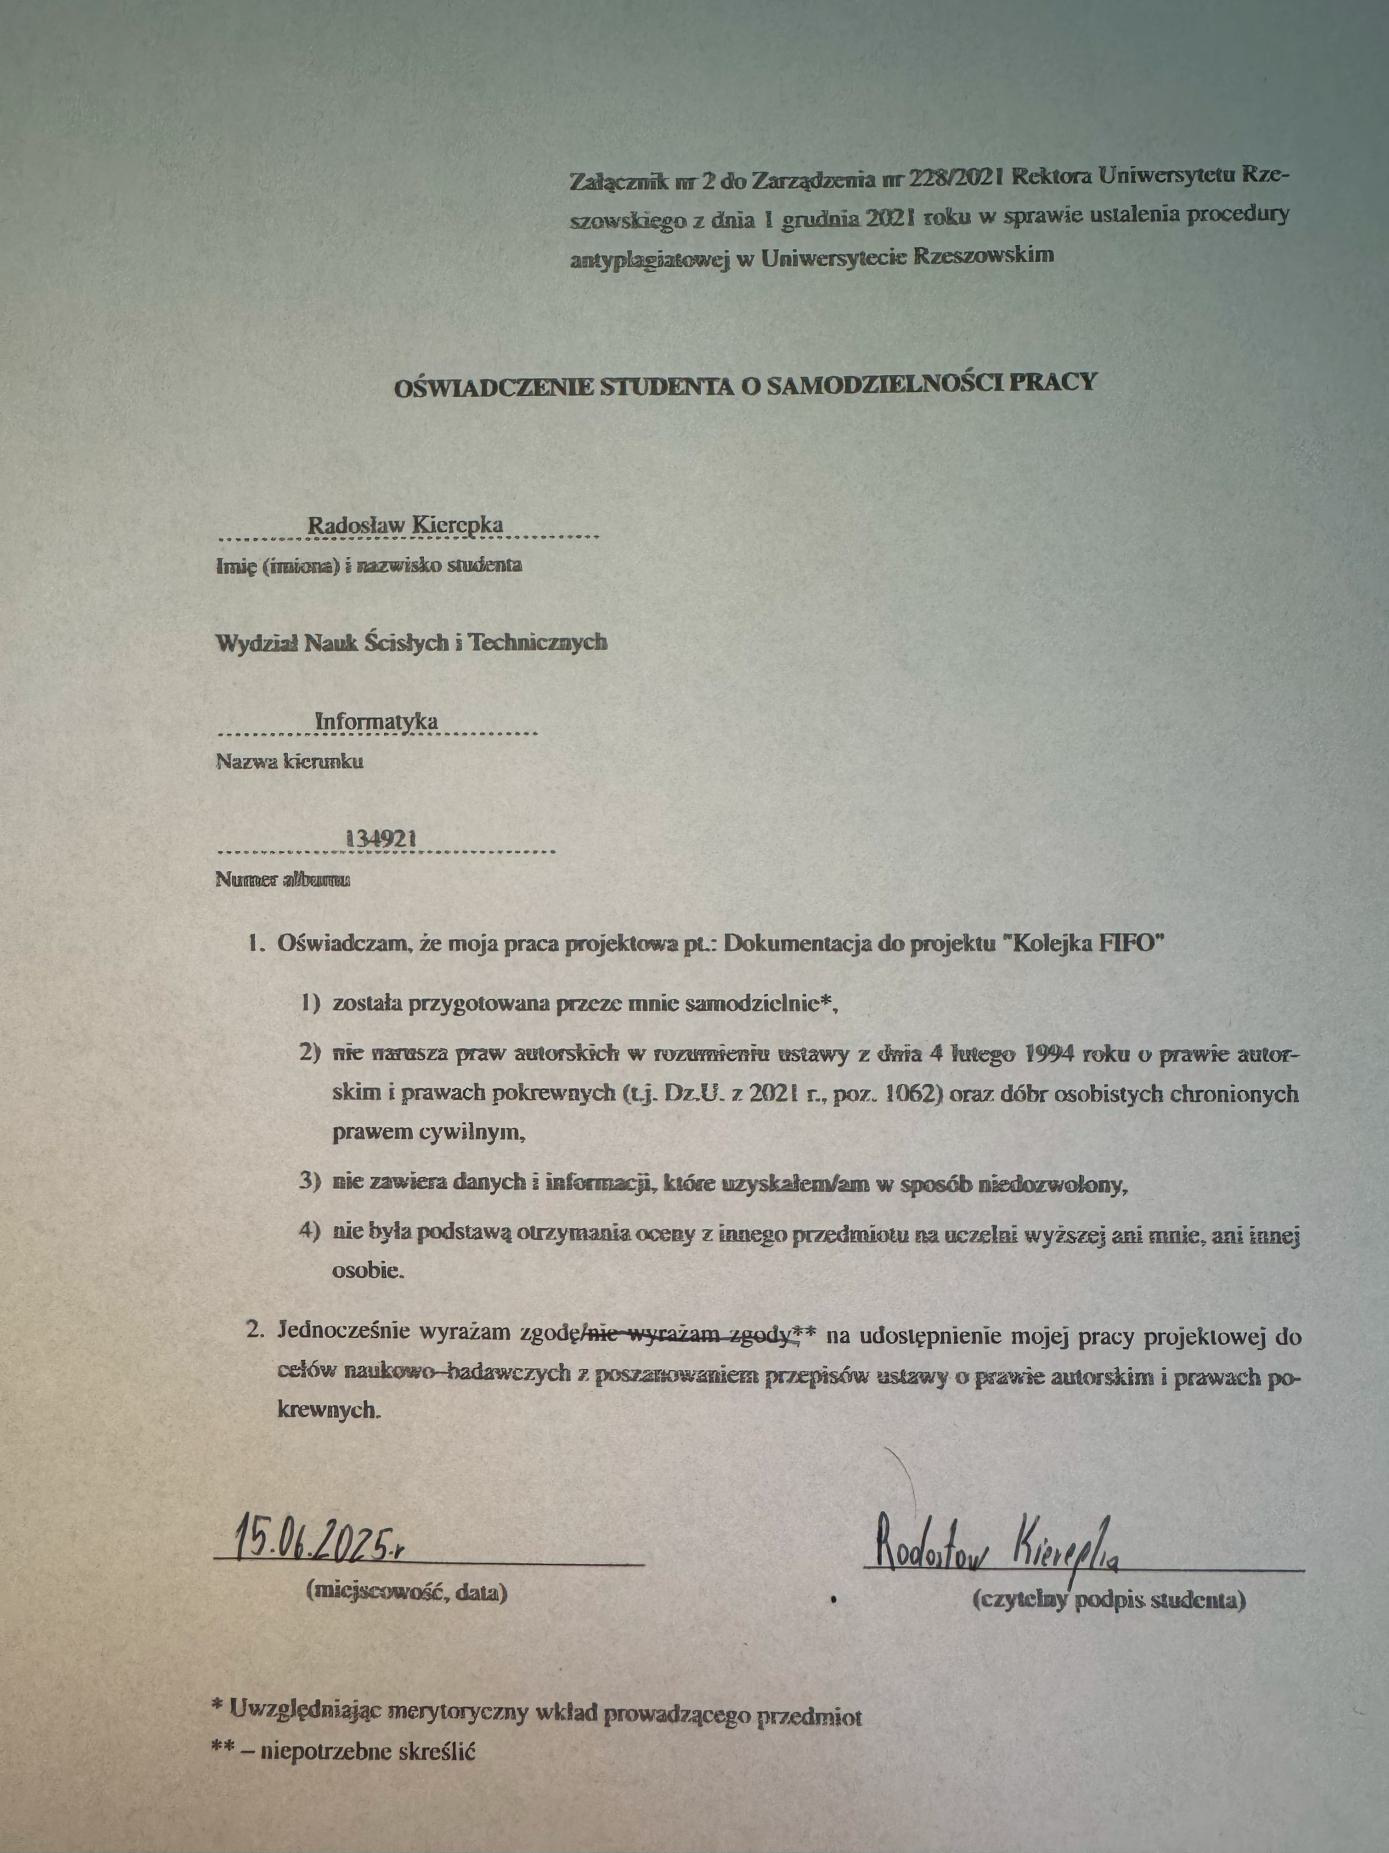 Załącznik nr 2 do Zarządzenia nr 228/2021 Rektora Uniwersytetu Rze-
szowskiego z dnia 1 grudnia 2021 roku w sprawie ustalenia procedury
antyplagiatowej w Uniwersytecie Rzeszowskim
OŚWIADCZENIE STUDENTA O SAMODZIELNOŚCI PRACY
Radosław Kierepka
Imię (imiona) i nazwisko studenta
Wydział Nauk Ścisłych i Technicznych
Informatyka
Nazwa kierunku
134921
Numer albumu
1. Oświadczam, że moja praca projektowa pt.: Dokumentacja do projektu "Kolejka FIFO"
1) została przygotowana przeze mnie samodzielnie*,
2) nie narusza praw autorskich w rozumieniu ustawy z dnia 4 lutego 1994 roku o prawie autor-
skim i prawach pokrewnych (t.j. Dz.U. z 2021 r., poz. 1062) oraz dóbr osobistych chronionych
prawem cywilnym,
3) nie zawiera danych i informacji, które uzyskałem/am w sposób niedozwolony,
4) nie była podstawą otrzymania oceny z innego przedmiotu na uczelni wyższej ani mnie, ani innej
osobie.
2. Jednocześnie wyrażam zgodę/nie wyrażam zgody** na udostępnienie mojej pracy projektowej do
celów naukowo–badawczych z poszanowaniem przepisów ustawy o prawie autorskim i prawach po-
krewnych.
15.06.2025.r Radosław Kierepka
(miejscowość, data) (czytelny podpis studenta)
* Uwzględniając merytoryczny wkład prowadzącego przedmiot
** – niepotrzebne skreślić